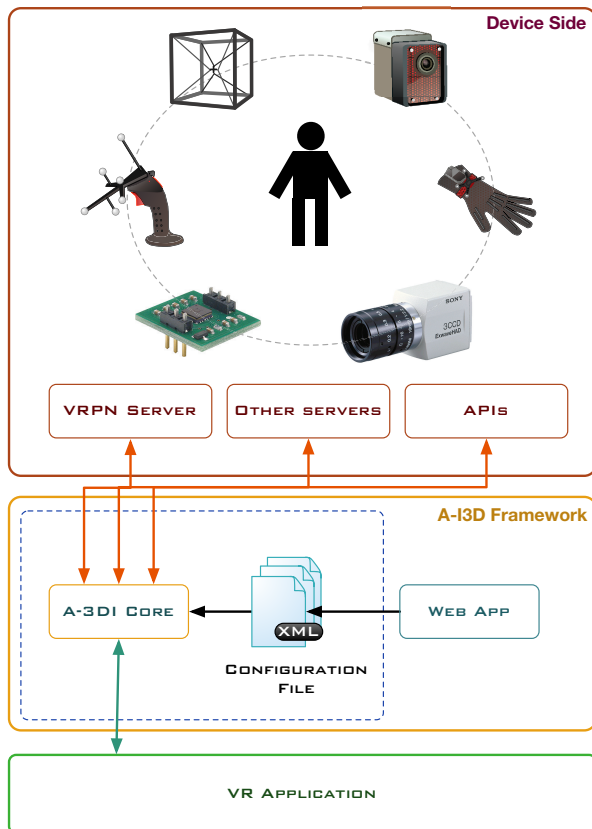 Device Side
SONY
3CCD
ExwaveHAD
VRPN Server
Other servers
APIs
A-I3D Framework
A-3DI Core
XML
Web App
Configuration
File
VR Application